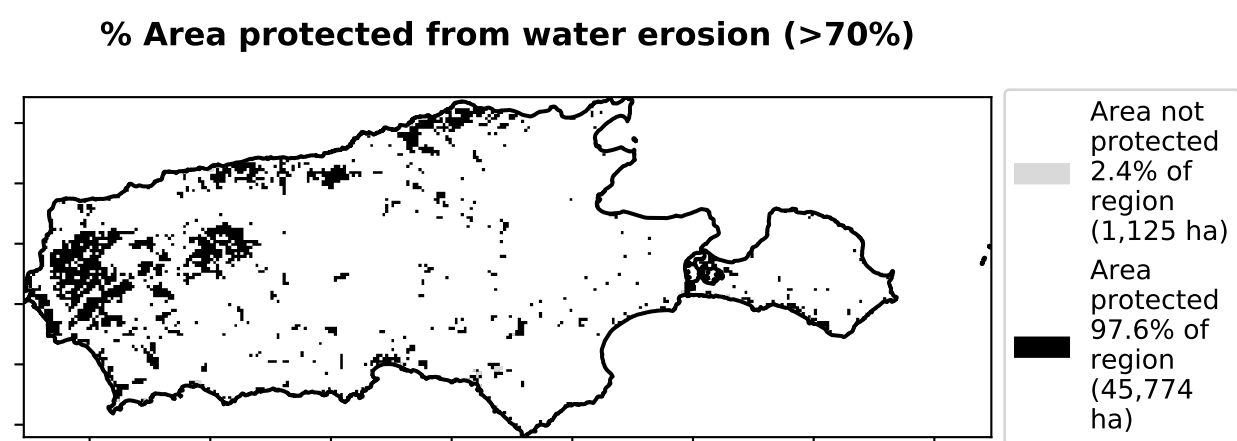 % Area protected from water erosion (>70%)
Area not
protected
2.4% of
region
(1,125 ha)
Area
protected
97.6% of
region
(45,774
ha)